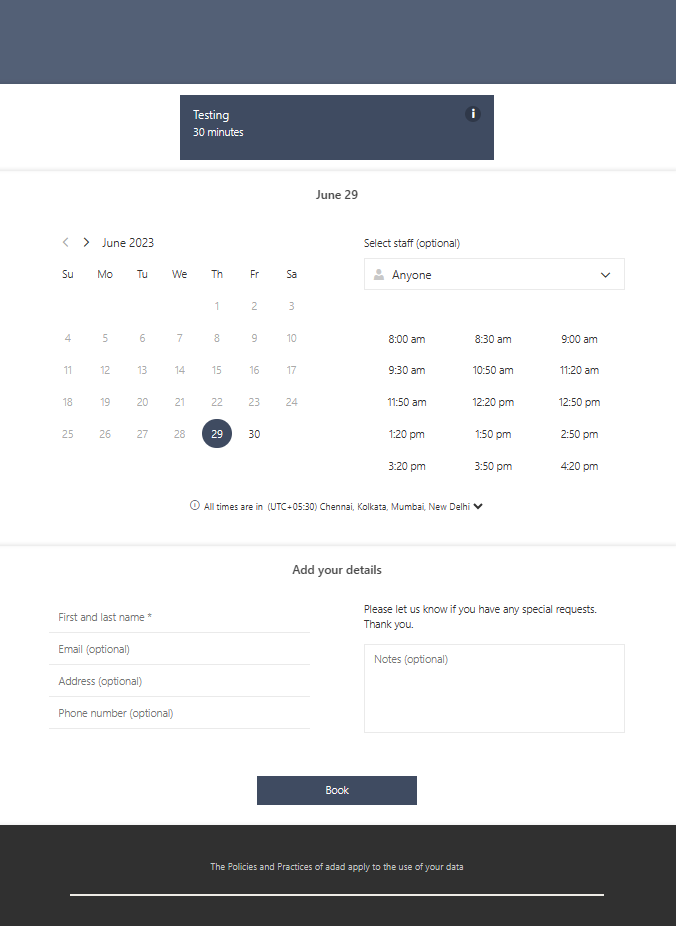 Testing
30 minutes
June 29
June 2023
Su Mo Tu We Th Fr Sa
1 2 3
4 5 6 7 8 9 10
11 12 13 14 15 16 17
18 19 20 21 22 23 24
25 26 27 28 29 30
Select staff (optional)
Anyone
8:00 am 8:30 am 9:00 am
9:30 am 10:50 am 11:20 am
11:50 am 12:20 pm 12:50 pm
1:20 pm 1:50 pm 2:50 pm
3:20 pm 3:50 pm 4:20 pm
All times are in (UTC+05:30) Chennai, Kolkata, Mumbai, New Delhi
Add your details
First and last name *
Email (optional)
Address (optional)
Phone number (optional)
Please let us know if you have any special requests.
Thank you.
Notes (optional)
Book
The Policies and Practices of adad apply to the use of your data